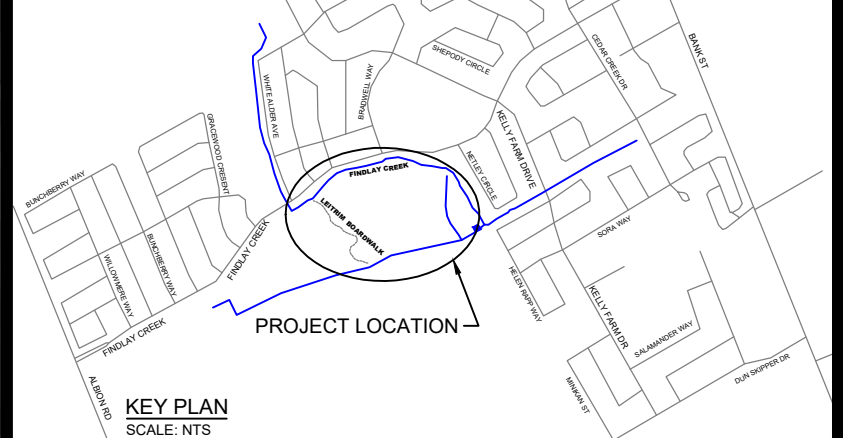 BANK ST
CEDAR CREEK DR
SHEPODY CIRCLE
BRADWELL WAY
WHITE ALDER AVE
KELLY FARM DRIVE
GRACEWOOD CRESENT
NETLEY CIRCLE
FINDLAY CREEK
BUNCHBERRY WAY
LEITRIM BOARDWALK
SORA WAY
FINDLAY CREEK
BUNCHBERRY WAY
WILLOWMERE WAY
HELEN RAPP WAY
KELLY FARM DR
PROJECT LOCATION
FINDLAY CREEK
SALAMANDER WAY
DUN SKIPPER DR
MINIKAN ST
ALBION RD
KEY PLAN
SCALE: NTS